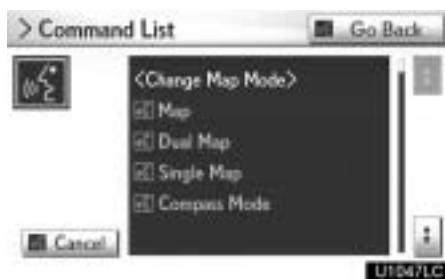 > Command List
Go Back
<Change Map Mode>
Map
Dual Map
Single Map
Compass Mode
Cancel
U1047LC